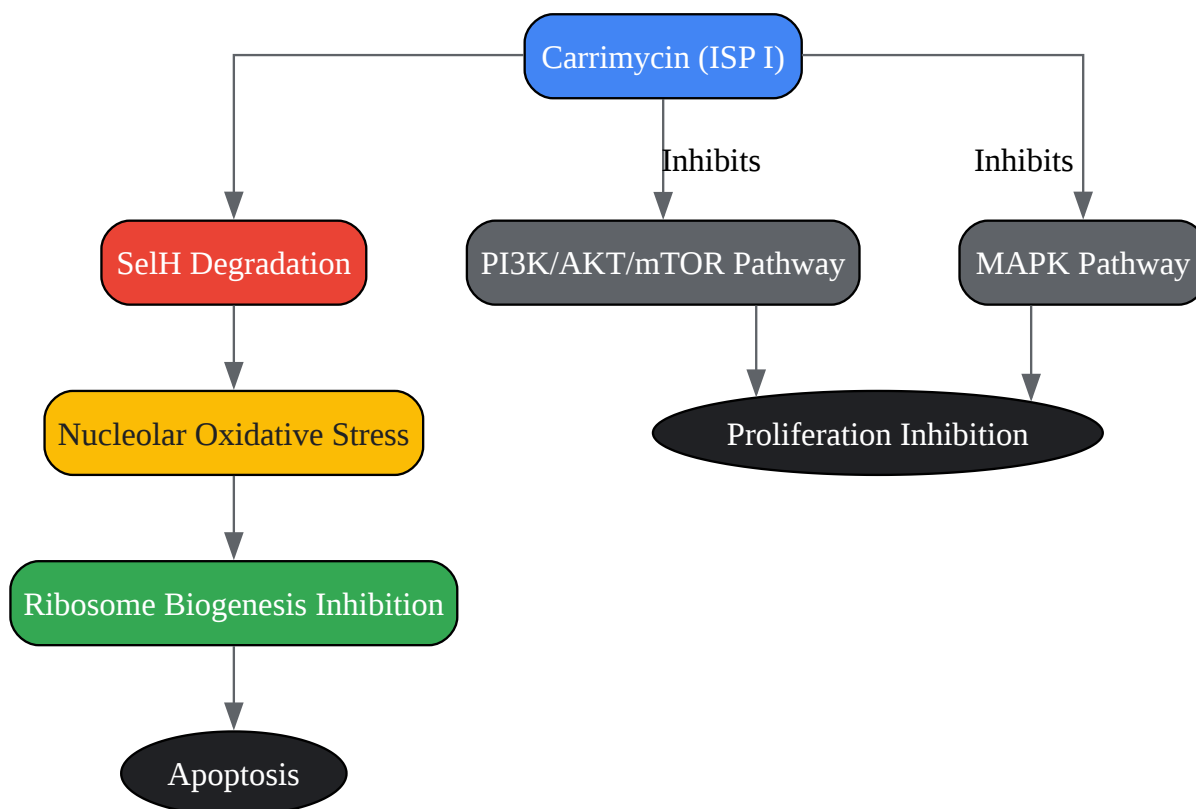 Carrimycin (ISP I)
Inhibits
Inhibits
SelH Degradation
PI3K/AKT/mTOR Pathway
MAPK Pathway
Nucleolar Oxidative Stress
Proliferation Inhibition
Ribosome Biogenesis Inhibition
Apoptosis